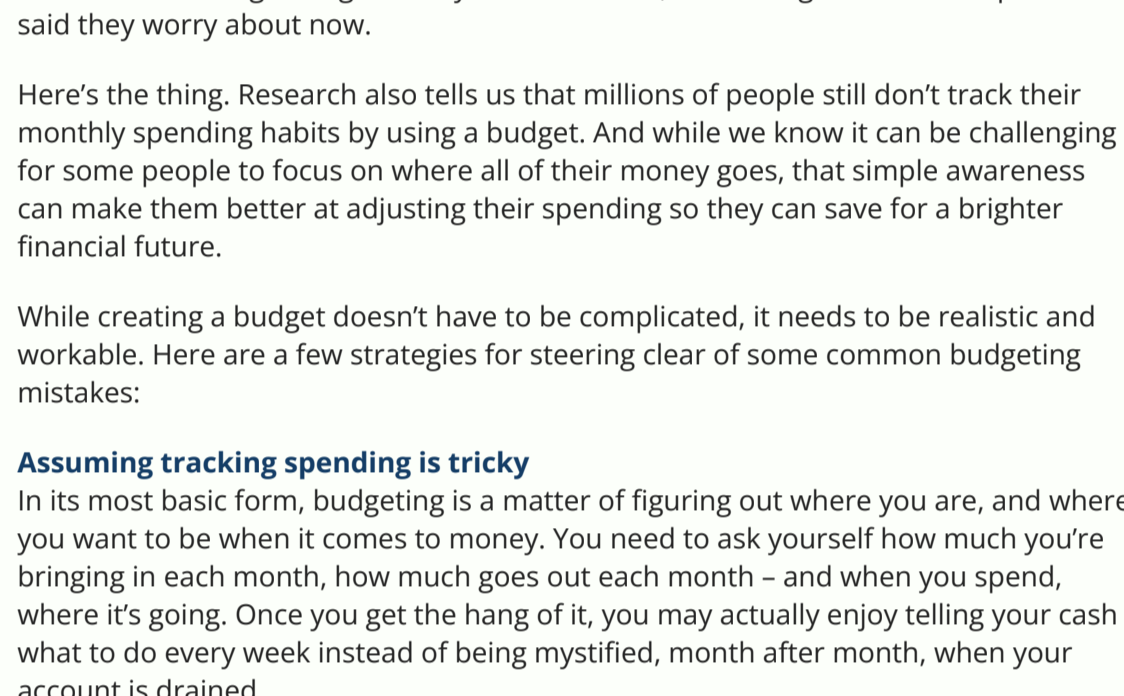 said they worry about now.
Here’s the thing. Research also tells us that millions of people still don’t track their
monthly spending habits by using a budget. And while we know it can be challenging
for some people to focus on where all of their money goes, that simple awareness
can make them better at adjusting their spending so they can save for a brighter
financial future.
While creating a budget doesn’t have to be complicated, it needs to be realistic and
workable. Here are a few strategies for steering clear of some common budgeting
mistakes:
Assuming tracking spending is tricky
In its most basic form, budgeting is a matter of figuring out where you are, and where
you want to be when it comes to money. You need to ask yourself how much you’re
bringing in each month, how much goes out each month – and when you spend,
where it’s going. Once you get the hang of it, you may actually enjoy telling your cash
what to do every week instead of being mystified, month after month, when your
account is drained